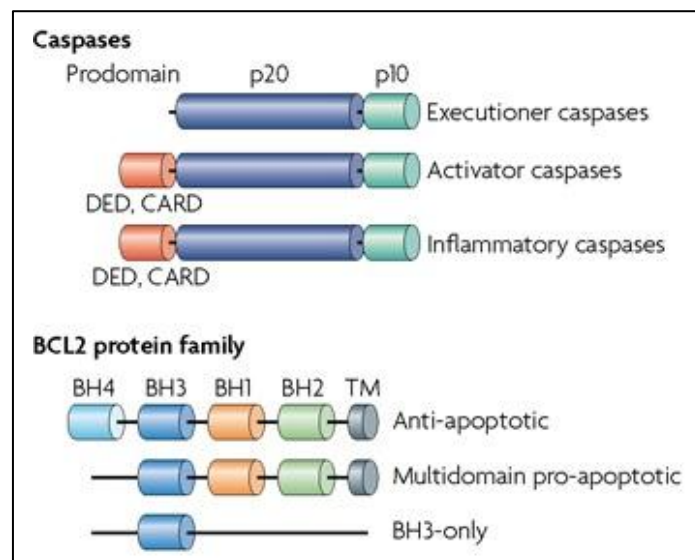 Caspases
Prodomain p20 p10
Executioner caspases
Activator caspases
DED, CARD
Inflammatory caspases
DED, CARD
BCL2 protein family
BH4 BH3 BH1 BH2 TM
Anti-apoptotic
Multidomain pro-apoptotic
BH3-only